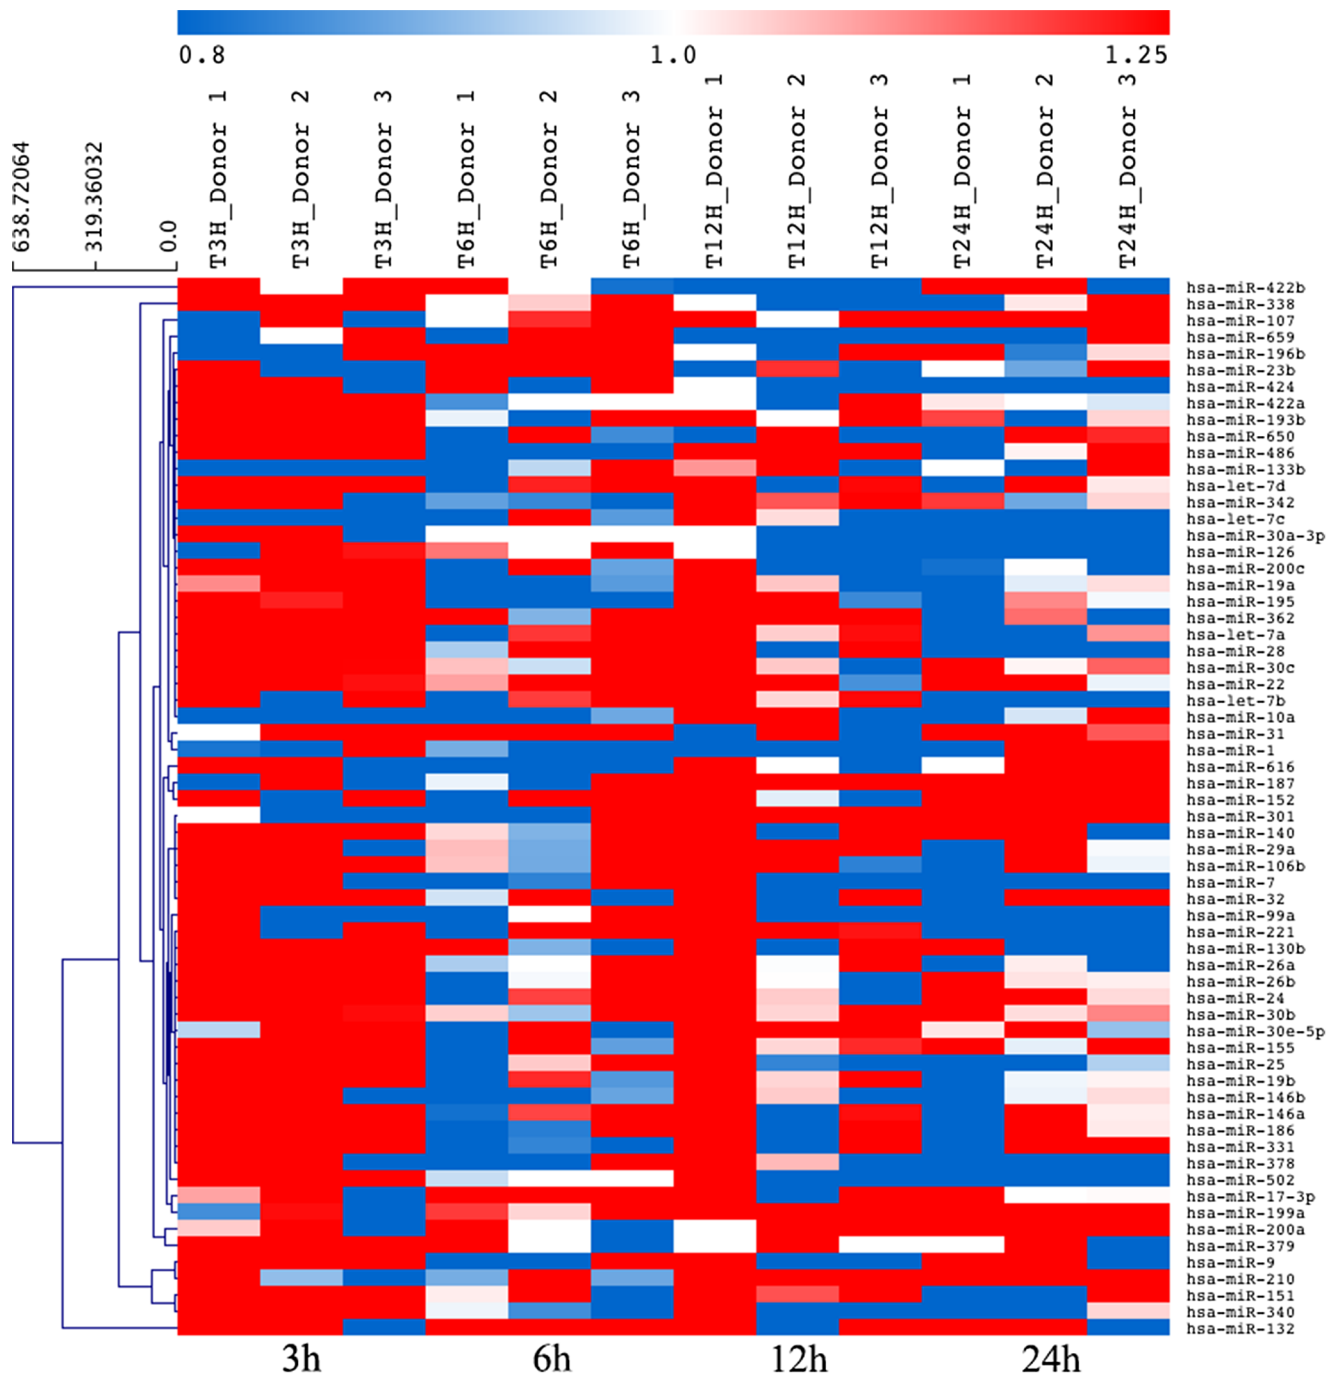 0.8 1.0 1.25
638.72064
319.36032
0.0
T3H_Donor 1
T3H_Donor 2
T3H_Donor 3
T6H_Donor 1
T6H_Donor 2
T6H_Donor 3
T12H_Donor 1
T12H_Donor 2
T12H_Donor 3
T24H_Donor 1
T24H_Donor 2
T24H_Donor 3
hsa-miR-422b
hsa-miR-338
hsa-miR-107
hsa-miR-659
hsa-miR-196b
hsa-miR-23b
hsa-miR-424
hsa-miR-422a
hsa-miR-193b
hsa-miR-650
hsa-miR-486
hsa-miR-133b
hsa-let-7d
hsa-miR-342
hsa-let-7c
hsa-miR-30a-3p
hsa-miR-126
hsa-miR-200c
hsa-miR-19a
hsa-miR-195
hsa-miR-362
hsa-let-7a
hsa-miR-28
hsa-miR-30c
hsa-miR-22
hsa-let-7b
hsa-miR-10a
hsa-miR-31
hsa-miR-1
hsa-miR-616
hsa-miR-187
hsa-miR-152
hsa-miR-301
hsa-miR-140
hsa-miR-29a
hsa-miR-106b
hsa-miR-7
hsa-miR-32
hsa-miR-99a
hsa-miR-221
hsa-miR-130b
hsa-miR-26a
hsa-miR-26b
hsa-miR-24
hsa-miR-30b
hsa-miR-30e-5p
hsa-miR-155
hsa-miR-25
hsa-miR-19b
hsa-miR-146b
hsa-miR-146a
hsa-miR-186
hsa-miR-331
hsa-miR-378
hsa-miR-502
hsa-miR-17-3p
hsa-miR-199a
hsa-miR-200a
hsa-miR-379
hsa-miR-9
hsa-miR-210
hsa-miR-151
hsa-miR-340
hsa-miR-132
3h 6h 12h 24h